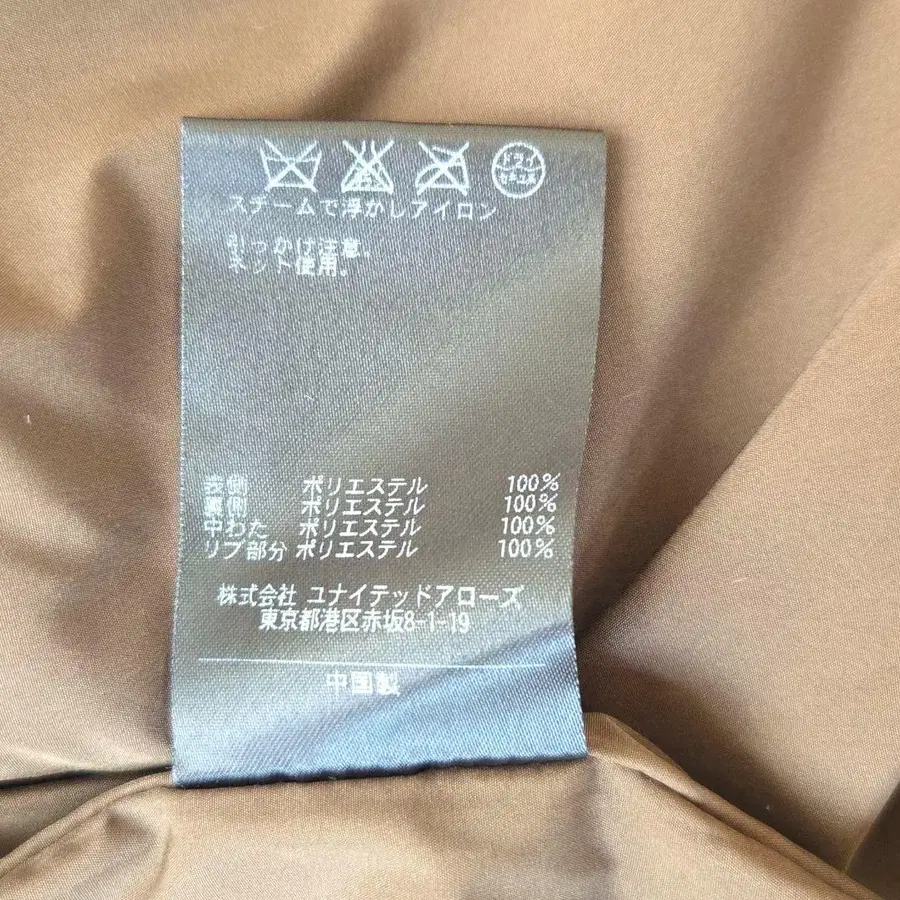 ドライ
セキユ系
スチームで浮かしアイロン
引っかけ注意.
ネット使用.
表側 ポリエステル 100%
裏側 ポリエステル 100%
中わた ポリエステル 100%
リブ部分 ポリエステル 100%
株式会社 ユナイテッドアローズ
東京都港区赤坂8-1-19
中国製